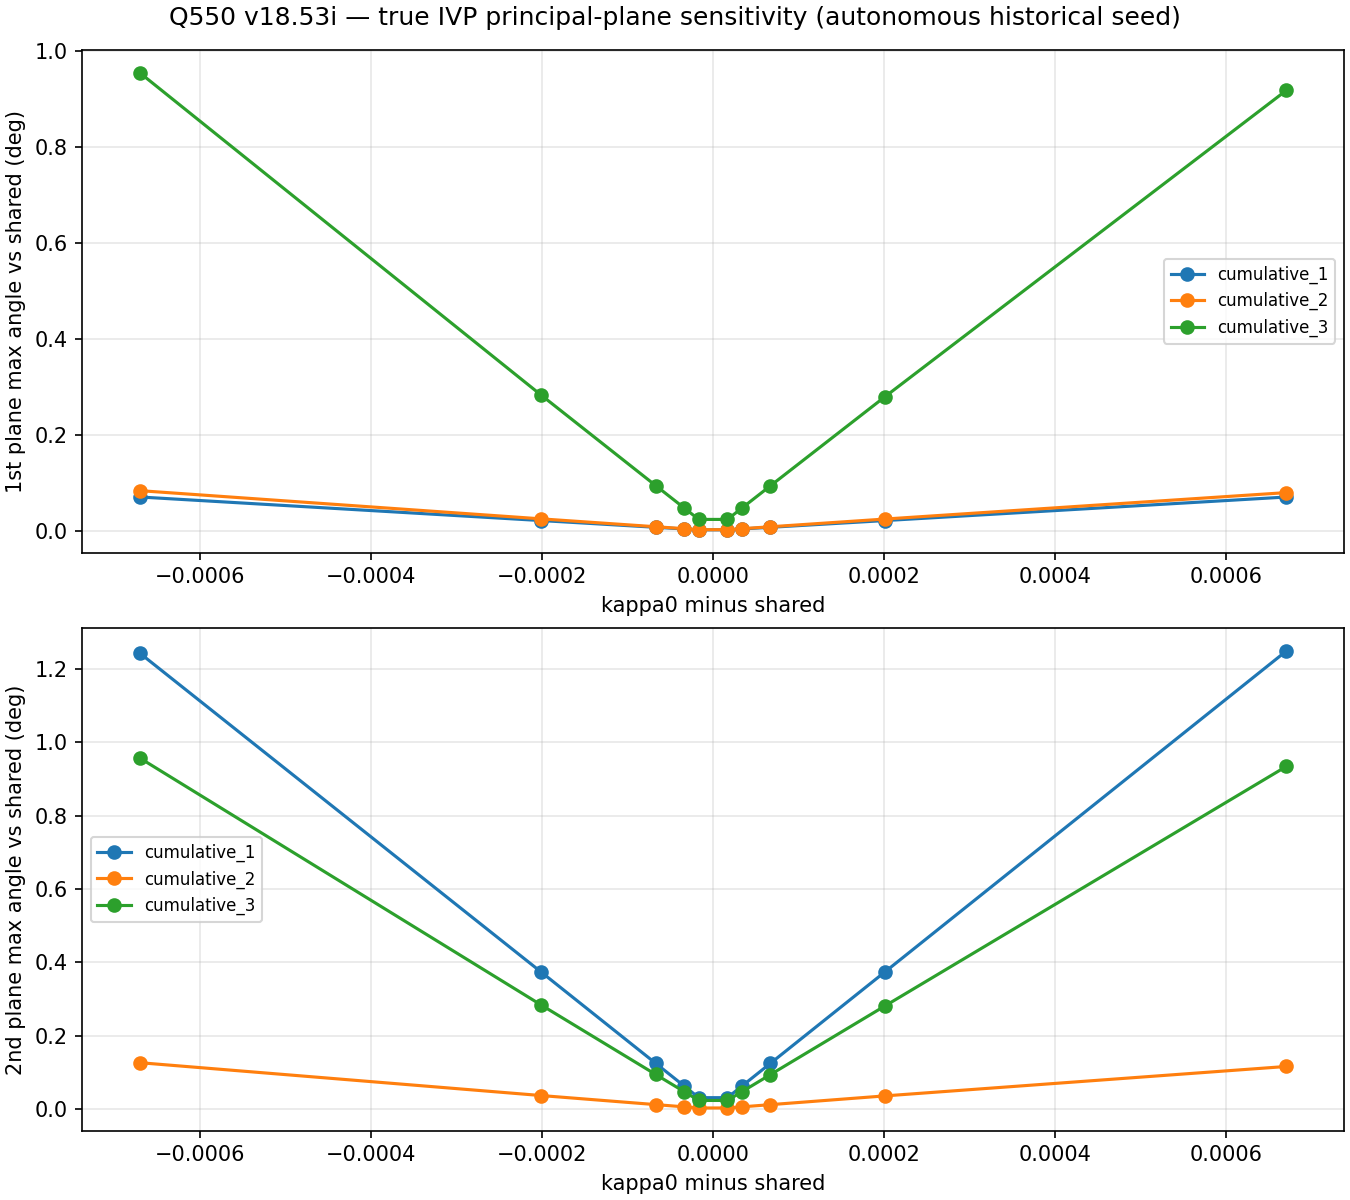 Q550 v18.53i — true IVP principal-plane sensitivity (autonomous historical seed)
1st plane max angle vs shared (deg)
1.0
0.8
0.6
0.4
0.2
0.0
cumulative_1
cumulative_2
cumulative_3
−0.0006 −0.0004 −0.0002 0.0000 0.0002 0.0004 0.0006
kappa0 minus shared
2nd plane max angle vs shared (deg)
1.2
1.0
0.8
0.6
0.4
0.2
0.0
cumulative_1
cumulative_2
cumulative_3
−0.0006 −0.0004 −0.0002 0.0000 0.0002 0.0004 0.0006
kappa0 minus shared